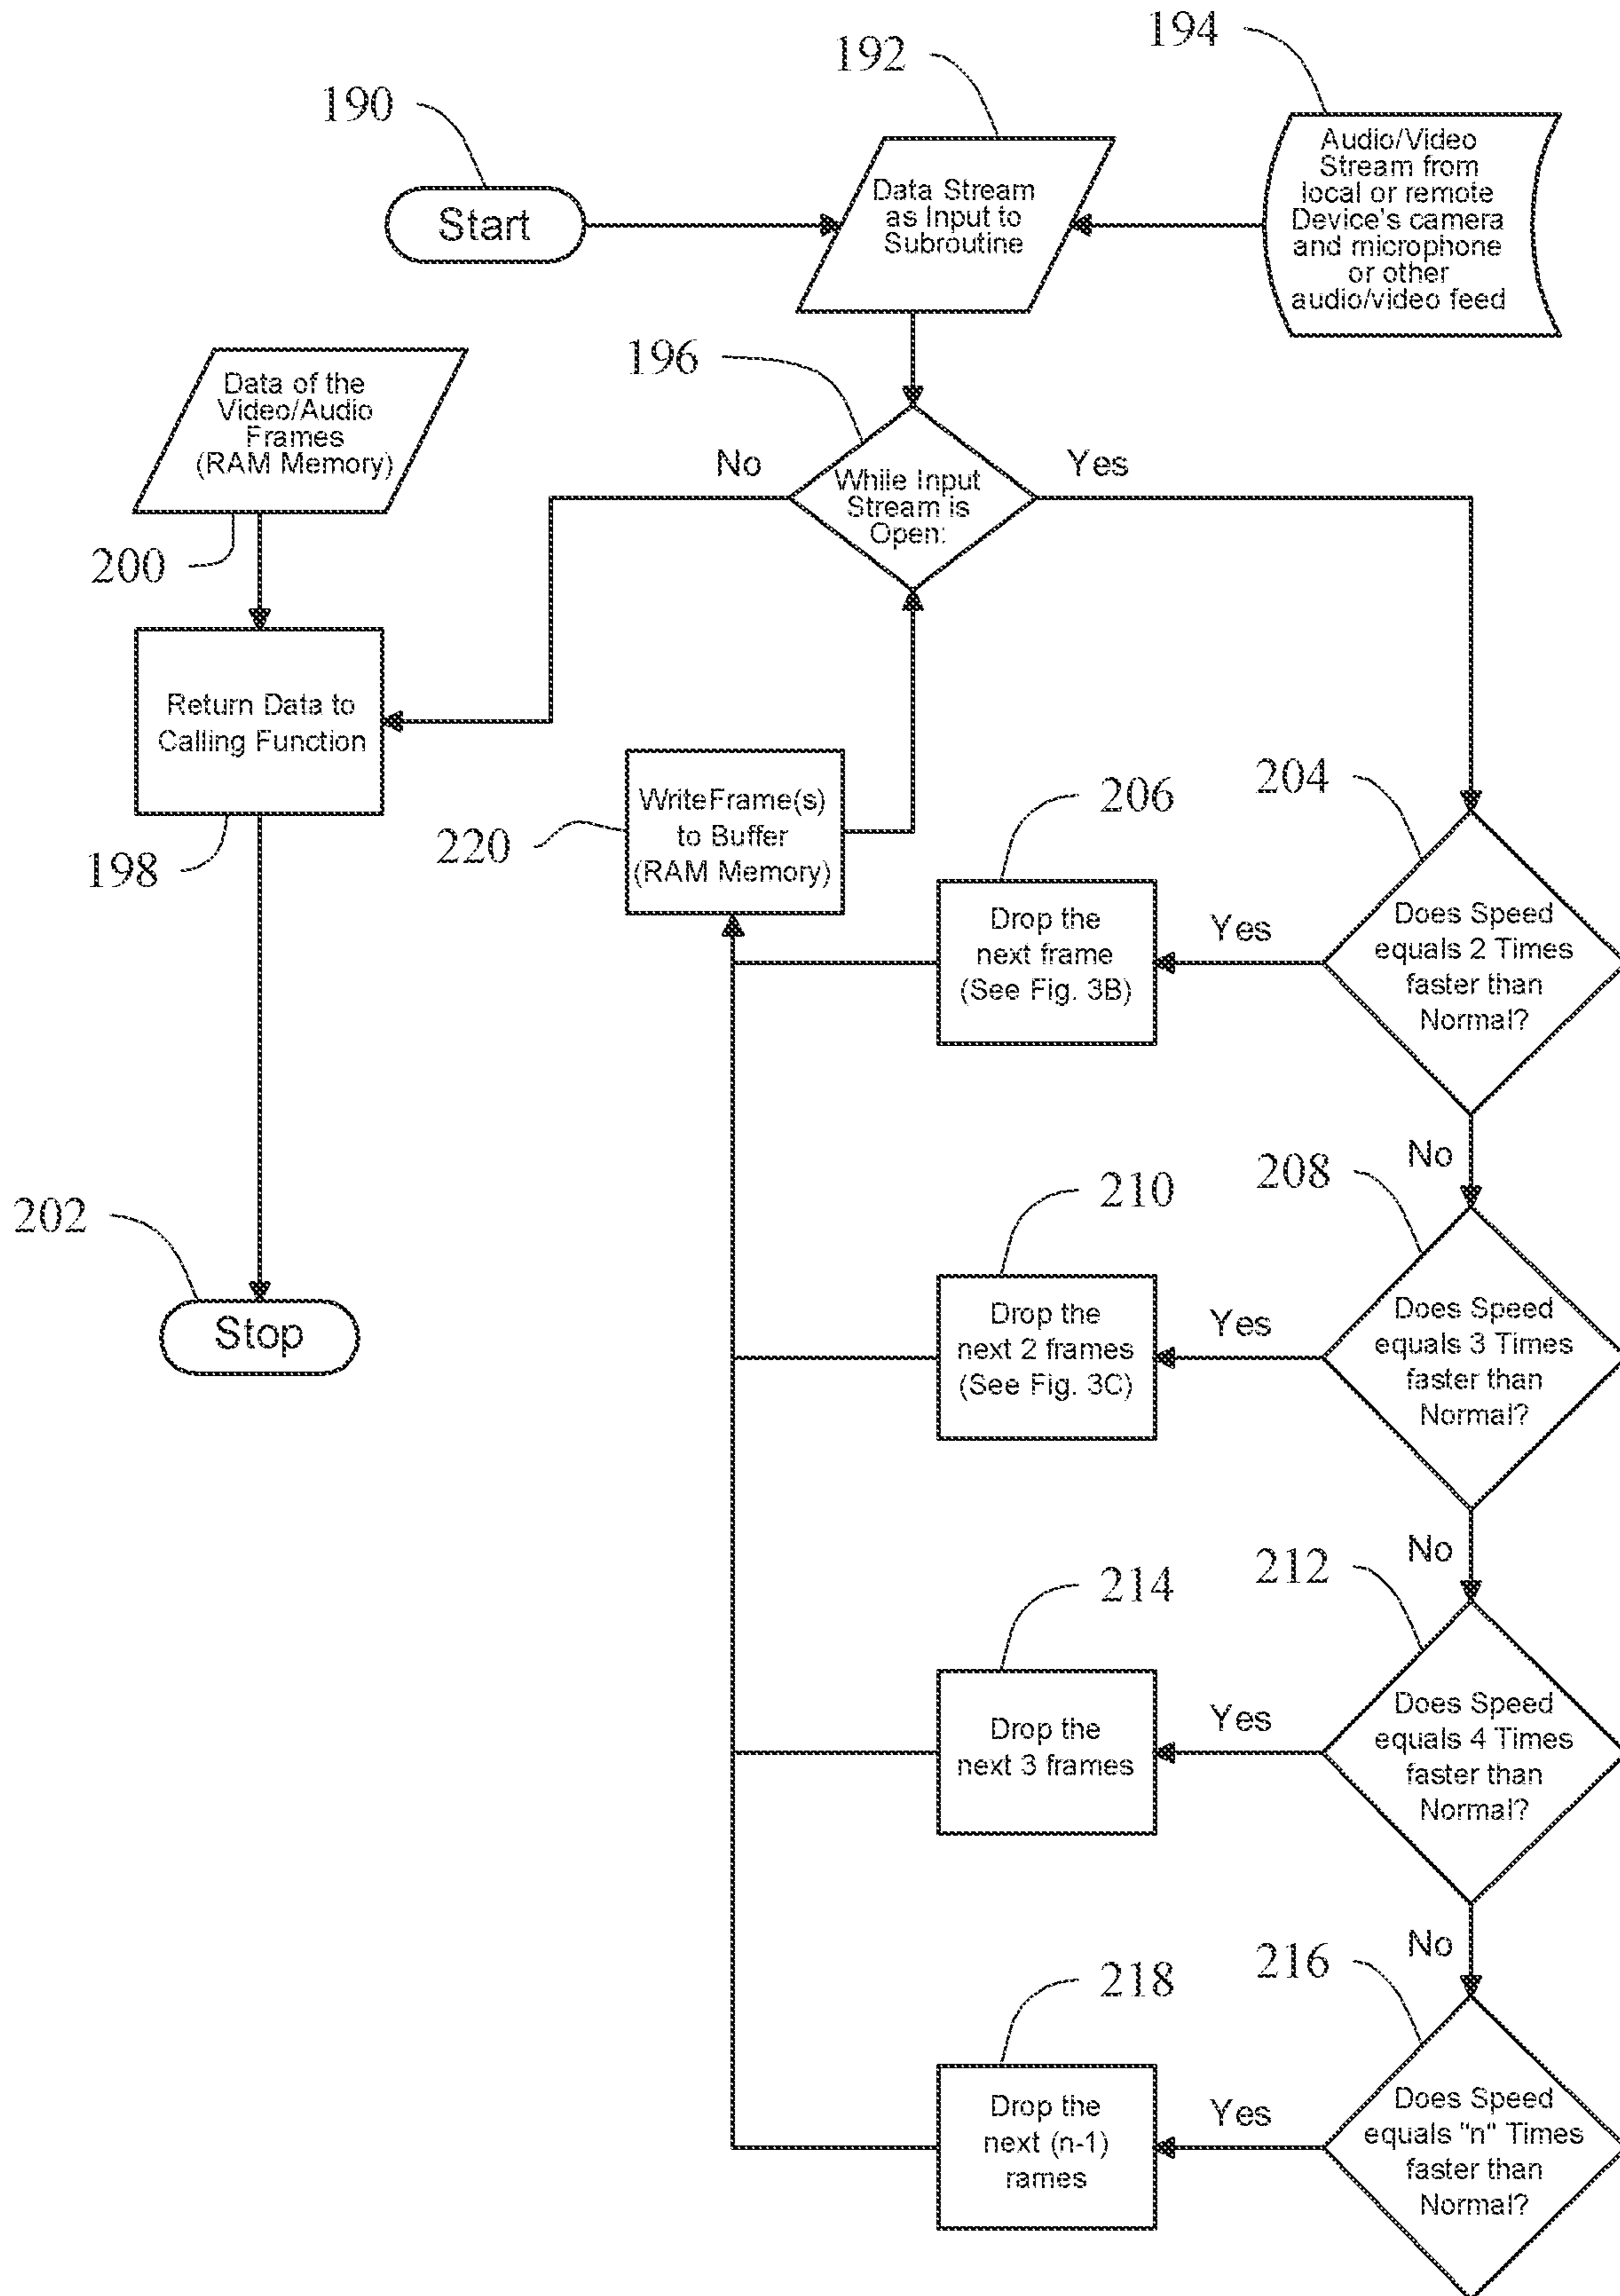 194
192
190
Start
Data Stream
as Input to
Subroutine
Audio/Video
Stream from
local or remote
Device's camera
and microphone
or other
audio/video feed
196
Data of the
Video/Audio
Frames
(RAM Memory)
No
Yes
While Input
Stream is
Open:
200
Return Data to
Calling Function
198
WriteFrame(s)
to Buffer
(RAM Memory)
220
206
204
Drop the
next frame
(See Fig. 3B)
Yes
Does Speed
equals 2 Times
faster than
Normal?
No
202
Stop
210
208
Drop the
next 2 frames
(See Fig. 3C)
Yes
Does Speed
equals 3 Times
faster than
Normal?
No
214
212
Drop the
next 3 frames
Yes
Does Speed
equals 4 Times
faster than
Normal?
No
218
216
Drop the
next (n-1)
rames
Yes
Does Speed
equals "n" Times
faster than
Normal?